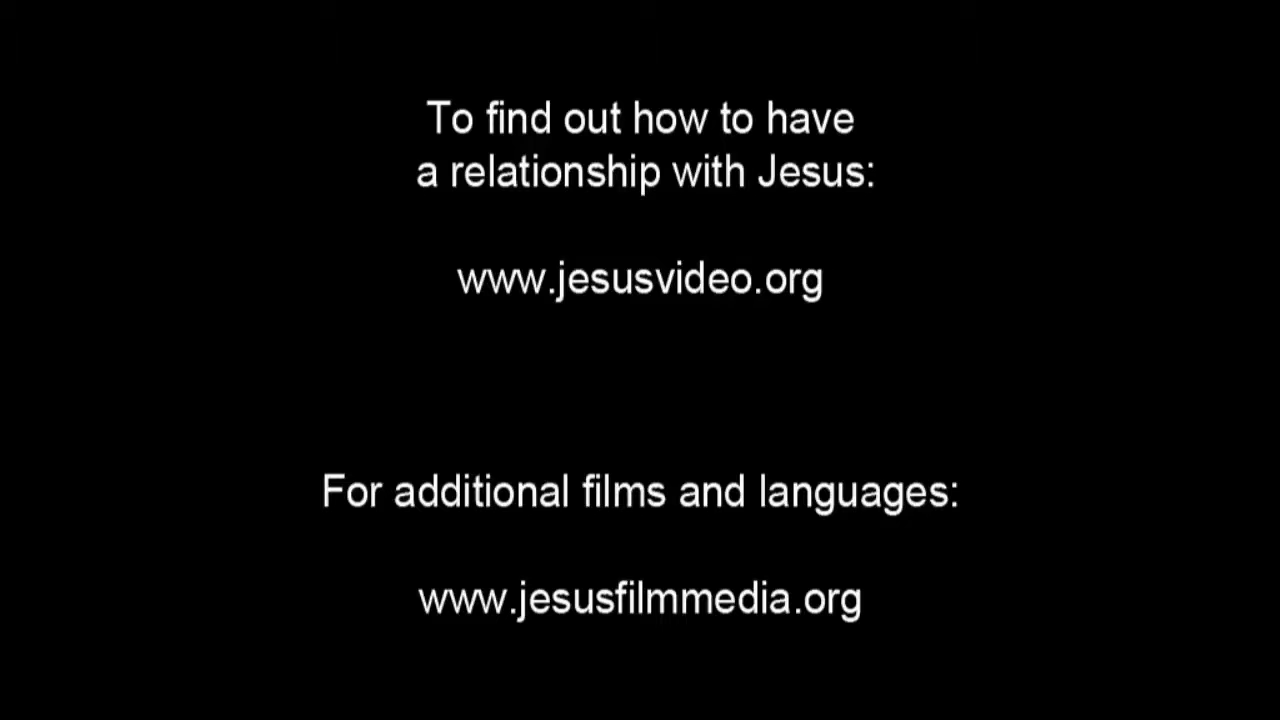 To find out how to have
a relationship with Jesus:
www.jesusvideo.org
For additional films and languages:
www.jesusfilmmedia.org